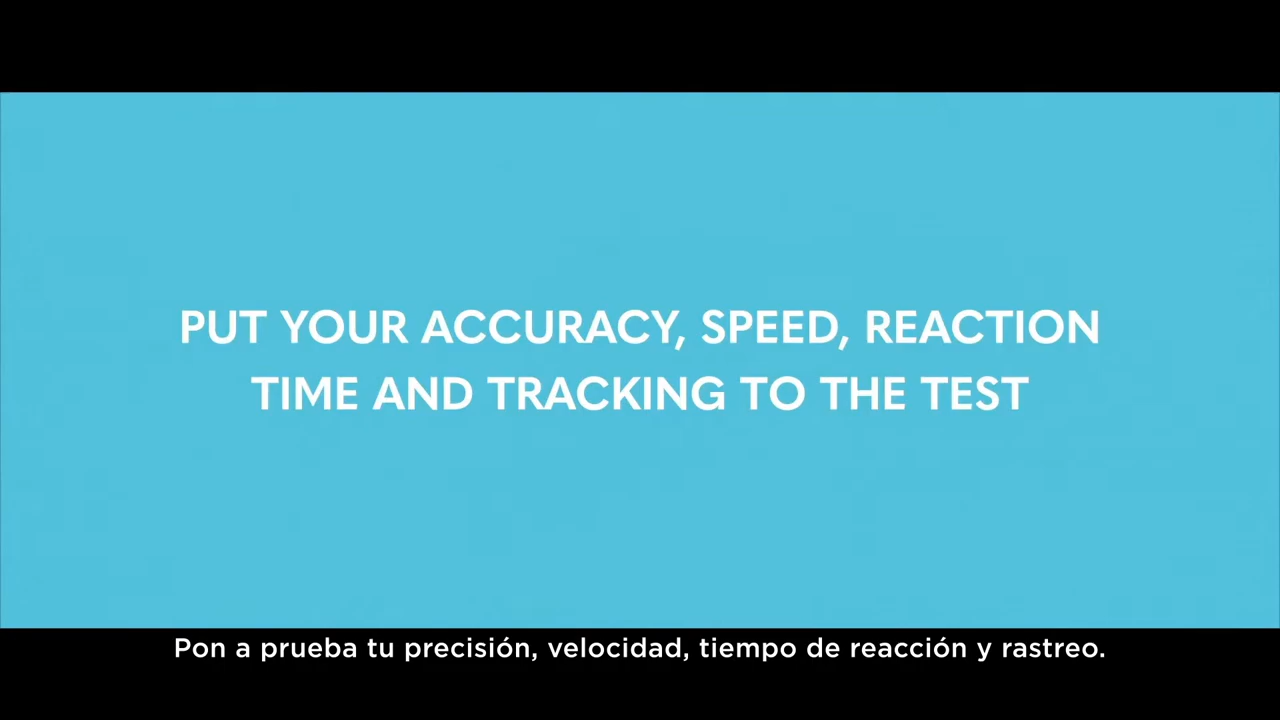 PUT YOUR ACCURACY, SPEED, REACTION
TIME AND TRACKING TO THE TEST
Pon a prueba tu precisión, velocidad, tiempo de reacción y rastreo.